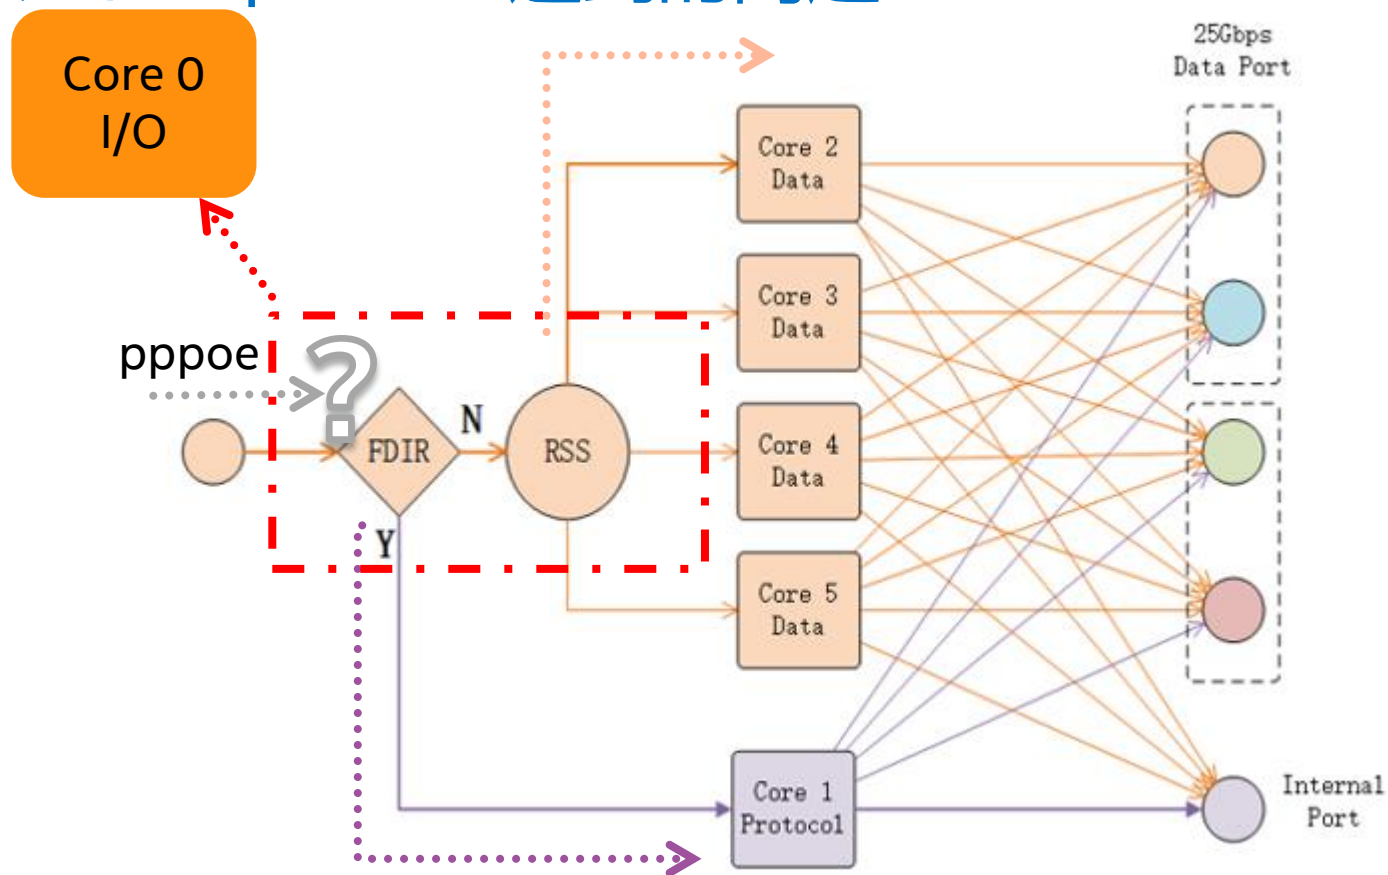 Core 0
I/O
25Gbps
Data Port
Core 2
Data
Core 3
Data
pppoe
?
N
FDIR
RSS
Core 4
Data
Y
Core 5
Data
Core 1
Protocol
Internal
Port